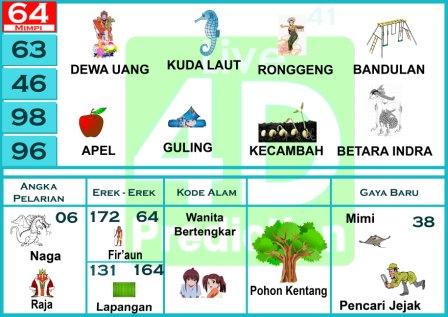 64
MIMPI
41
63
DEWA UANG
KUDA LAUT
RONGGENG
BANDULAN
Live
46
4D
98
96
APEL
GULING
KECAMBAH
BETARA INDRA
Prediction
ANGKA PELARIAN
EREK - EREK
KODE ALAM
GAYA BARU
06
Naga
Raja
172 64
Fir'aun
131 164
Lapangan
Wanita
Bertengkar
Pohon Kentang
Mimi
38
Pencari Jejak